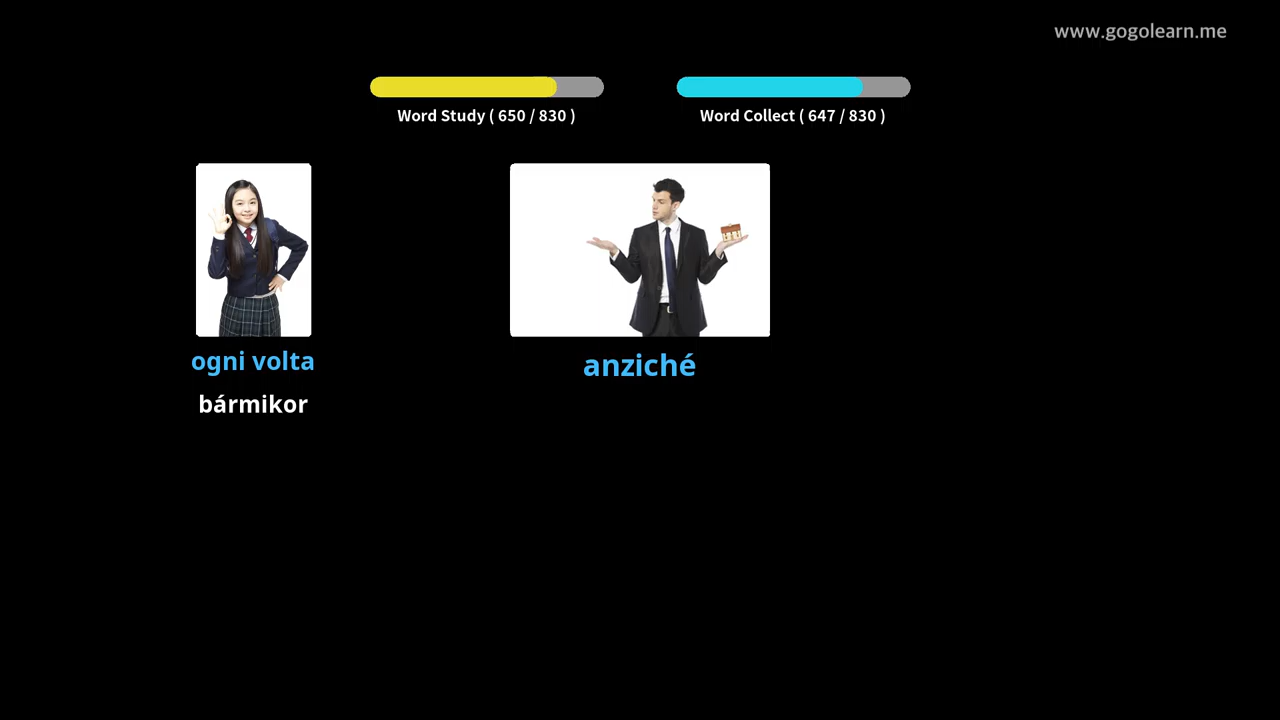 www.gogolearn.me
Word Study ( 650 / 830 )
Word Collect ( 647 / 830 )
ogni volta
bármikor
anziché